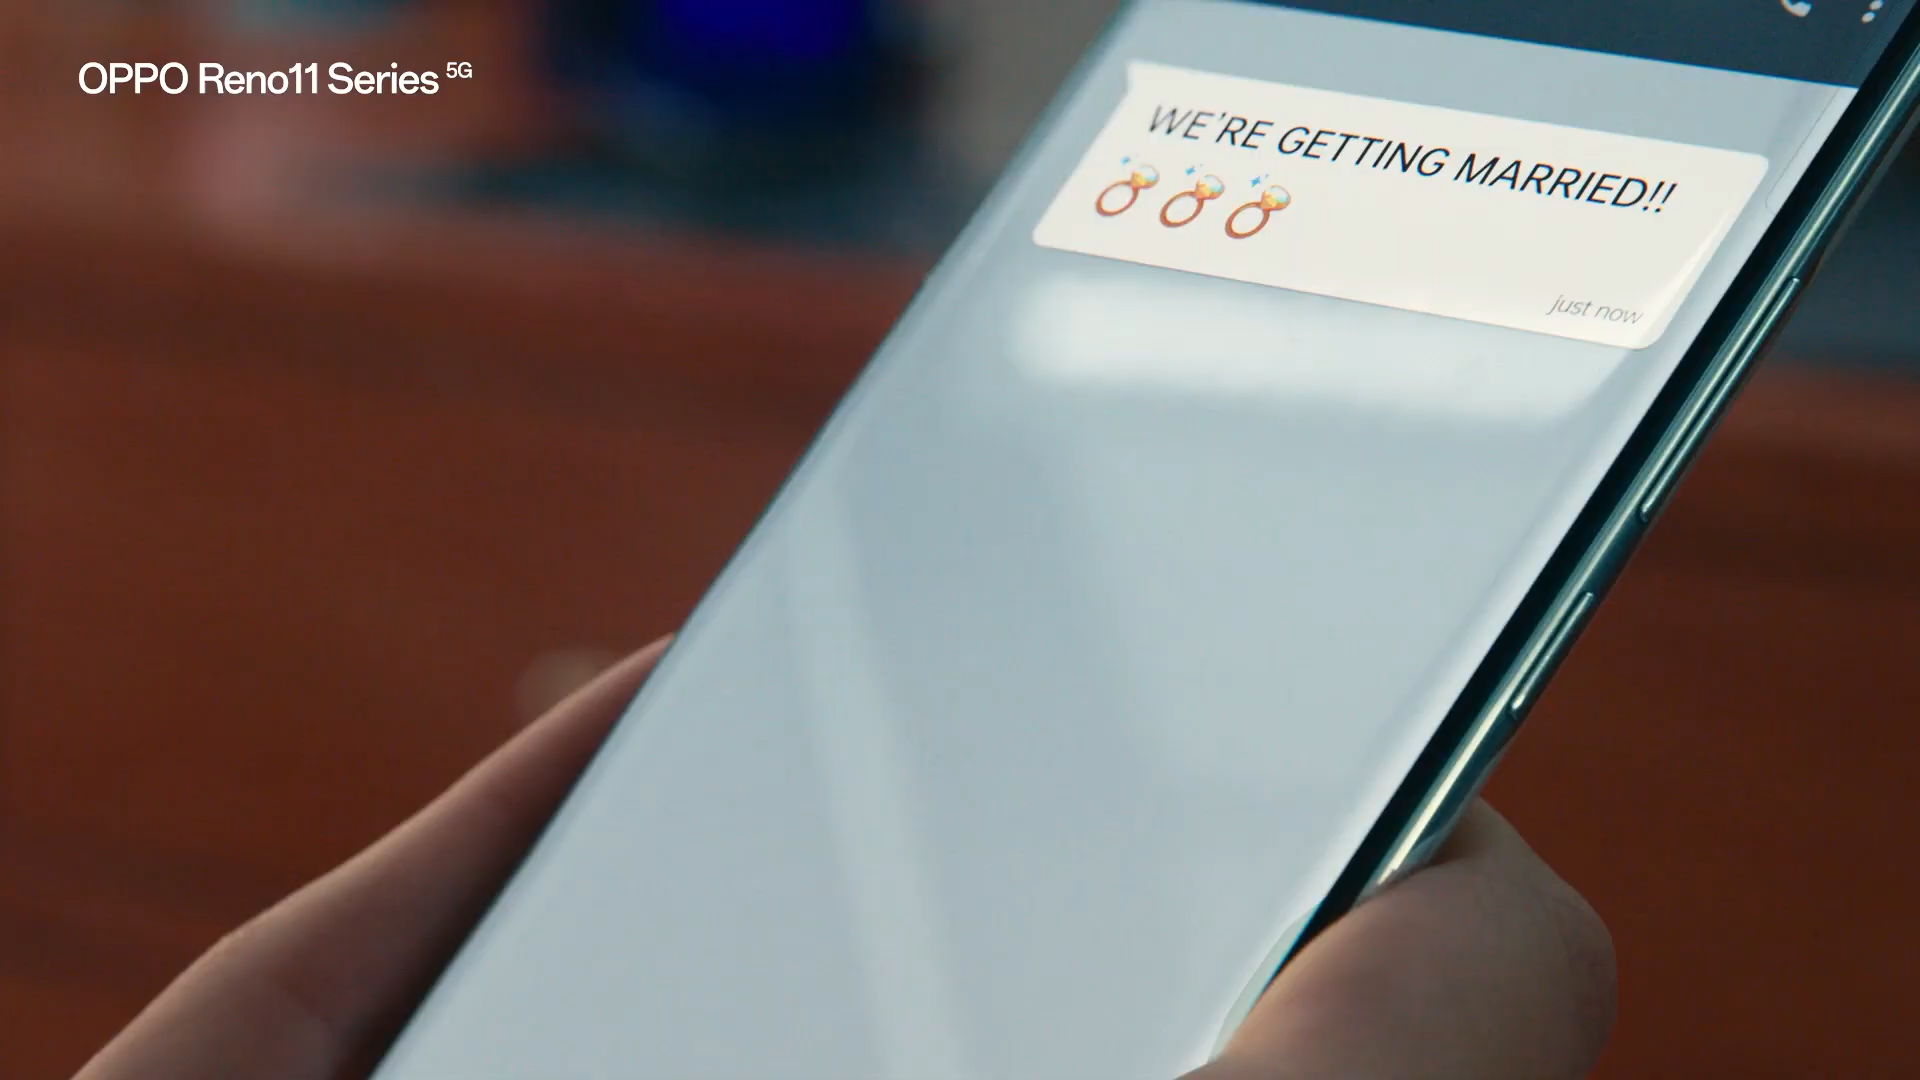 OPPO Reno11 Series 5G
WE'RE GETTING MARRIED!!
💍💍💍
just now